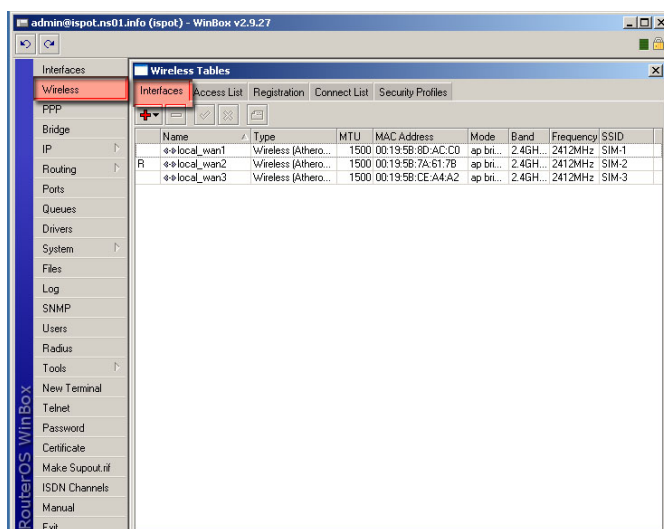 admin@ispot.ns01.info (ispot) - WinBox v2.9.27
Interfaces
Wireless
PPP
Bridge
IP
Routing
Ports
Queues
Drivers
System
Files
Log
SNMP
Users
Radius
Tools
New Terminal
Telnet
Password
Certificate
Make Supout.rif
ISDN Channels
Manual
Exit
RouterOS WinBox
Wireless Tables
Interfaces Access List Registration Connect List Security Profiles
Name Type MTU MAC Address Mode Band Frequency SSID
local_wan1 Wireless (Athero... 1500 00:19:5B:8D:AC:C0 ap bri... 2.4GH... 2412MHz SIM-1
R local_wan2 Wireless (Athero... 1500 00:19:5B:7A:61:7B ap bri... 2.4GH... 2412MHz SIM-2
local_wan3 Wireless (Athero... 1500 00:19:5B:CE:A4:A2 ap bri... 2.4GH... 2412MHz SIM-3